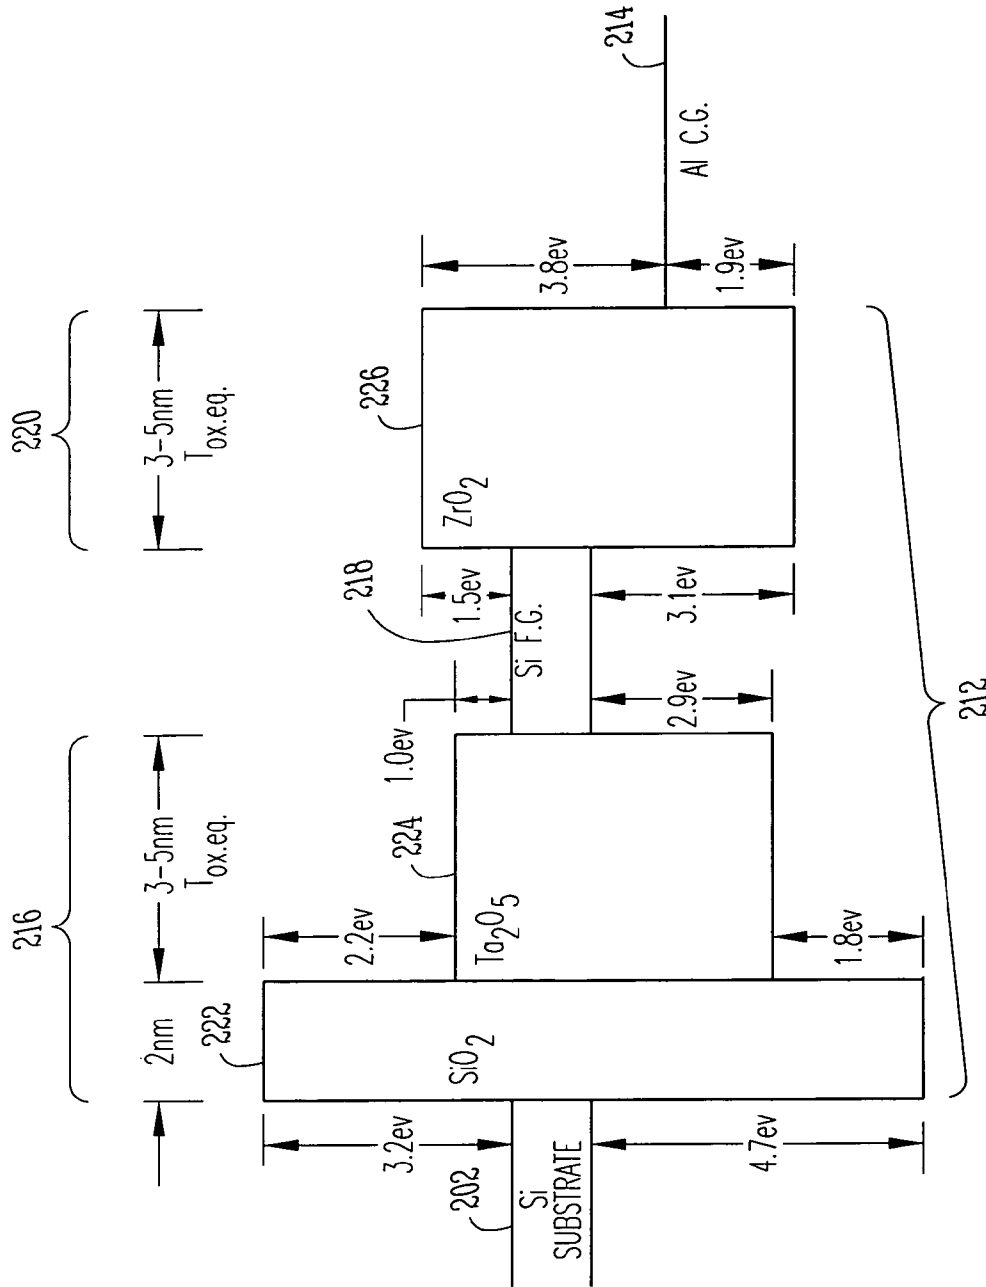 216
220
2nm
3-5nm
Tox.eq.
3-5nm
Tox.eq.
222
2.2ev
224
1.0ev
218
1.5ev
226
3.8ev
214
3.2ev
SiO2
Ta2O5
Si F.G.
ZrO2
Al C.G.
202
Si
SUBSTRATE
4.7ev
1.8ev
2.9ev
3.1ev
1.9ev
212